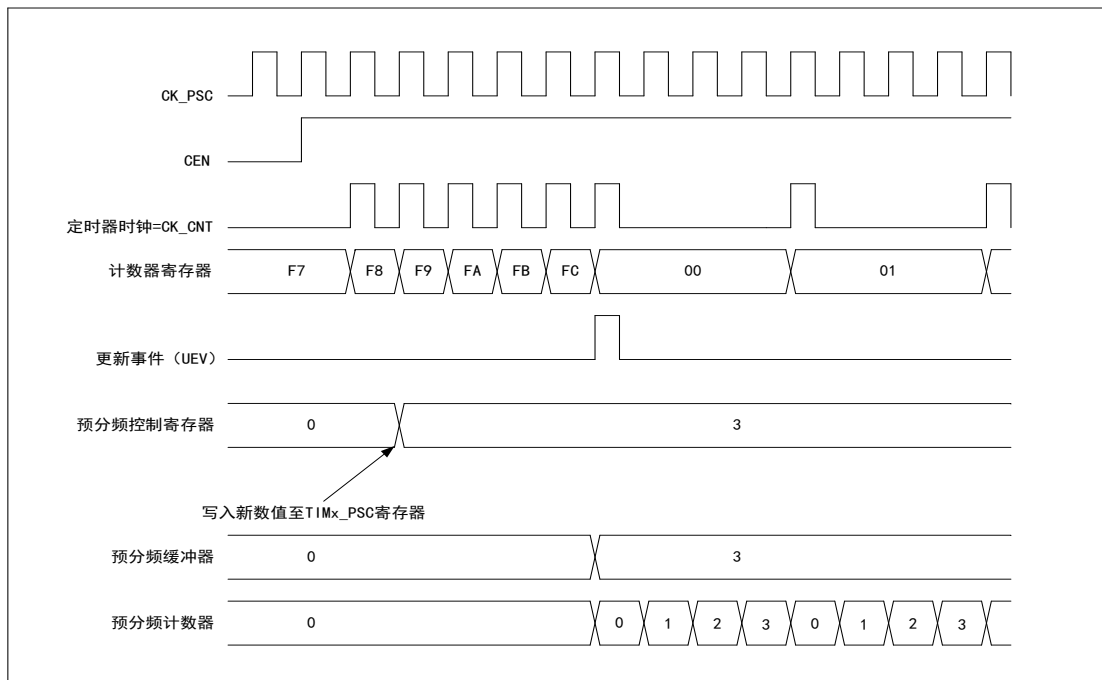 CK_PSC
CEN
定时器时钟=CK_CNT
计数器寄存器 F7 F8 F9 FA FB FC 00 01
更新事件（UEV）
预分频控制寄存器 0 3
写入新数值至TIMx_PSC寄存器
预分频缓冲器 0 3
预分频计数器 0 0 1 2 3 0 1 2 3